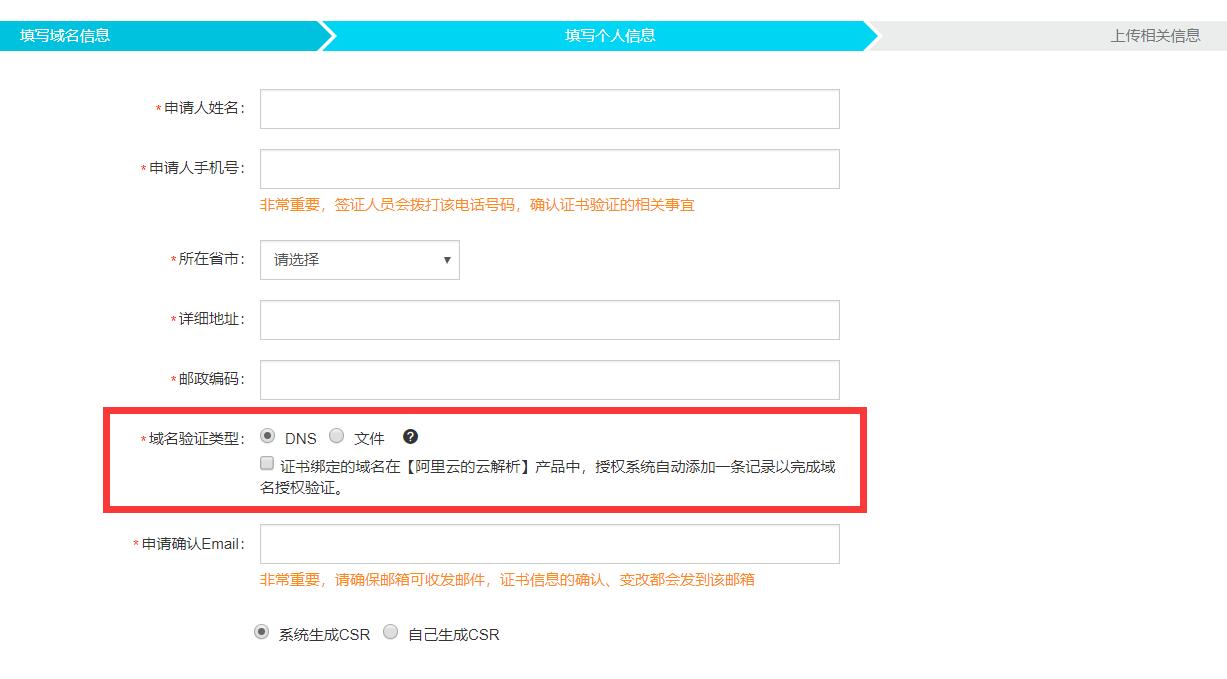 填写域名信息
填写个人信息
上传相关信息
*申请人姓名：
*申请人手机号：
非常重要，签证人员会拨打该电话号码，确认证书验证的相关事宜
*所在省市：
请选择
*详细地址：
*邮政编码：
*域名验证类型：
DNS 文件 ?
证书绑定的域名在【阿里云的云解析】产品中，授权系统自动添加一条记录以完成域
名授权验证。
*申请确认Email：
非常重要，请确保邮箱可收发邮件，证书信息的确认、变改都会发到该邮箱
系统生成CSR 自己生成CSR